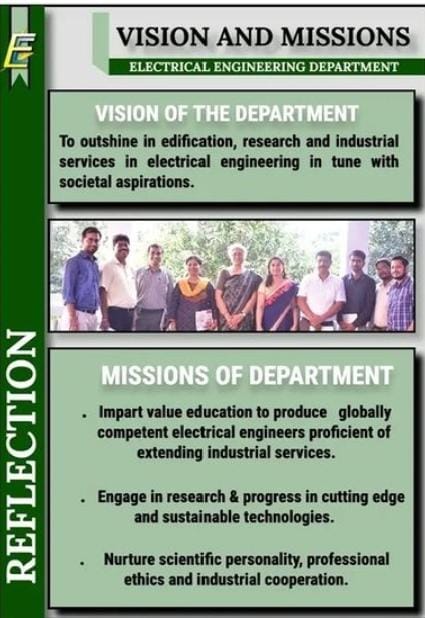 VISION AND MISSIONS
ELECTRICAL ENGINEERING DEPARTMENT
VISION OF THE DEPARTMENT
To outshine in edification, research and industrial
services in electrical engineering in tune with
societal aspirations.
REFLECTION
MISSIONS OF DEPARTMENT
. Impart value education to produce globally
competent electrical engineers proficient of
extending industrial services.
. Engage in research & progress in cutting edge
and sustainable technologies.
. Nurture scientific personality, professional
ethics and industrial cooperation.